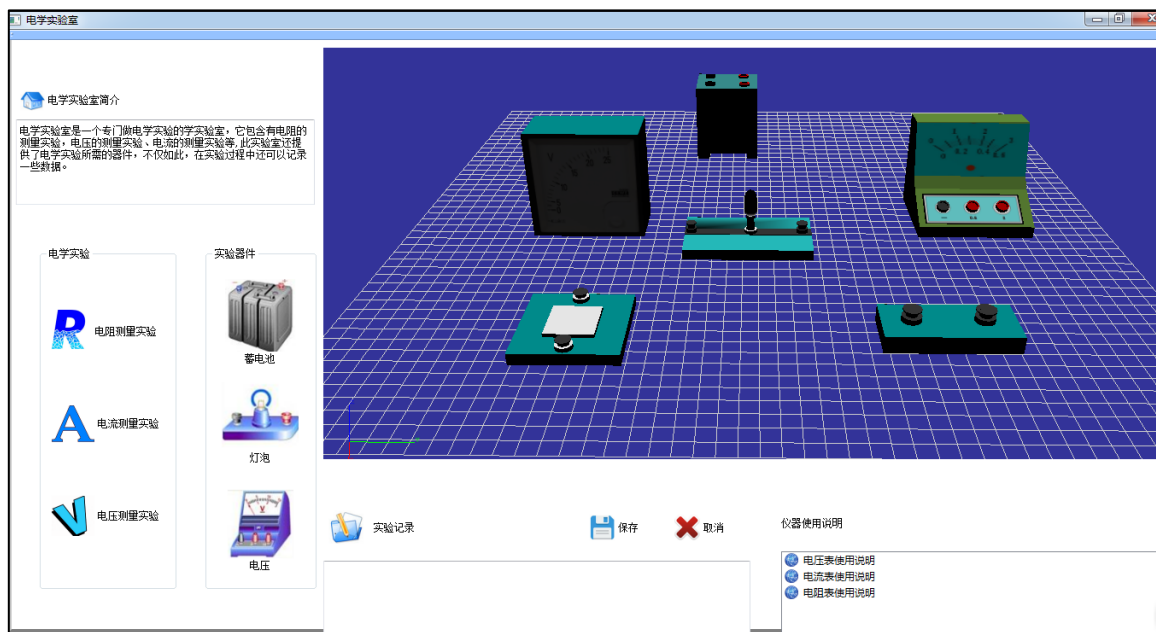 电学实验室
电学实验室简介
电学实验室是一个专门做电学实验的学实验室，它包含有电阻的
测量实验，电压的测量实验、电流的测量实验等,此实验室还提
供了电学实验所需的器件，不仅如此，在实验过程中还可以记录
一些数据。
电学实验
电阻测量实验
电流测量实验
电压测量实验
实验器件
蓄电池
灯泡
电压
实验记录
保存
取消
仪器使用说明
电压表使用说明
电流表使用说明
电阻表使用说明